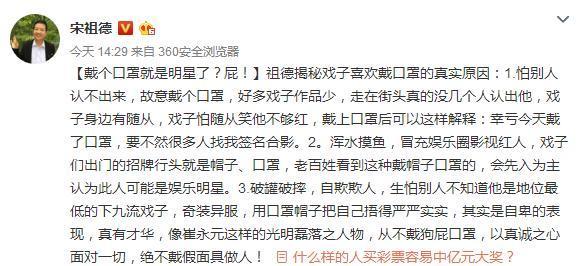 宋祖德
今天 14:29 来自 360安全浏览器
【戴个口罩就是明星了？屁！】祖德揭秘戏子喜欢戴口罩的真实原因：1.怕别人
认不出来，故意戴个口罩，好多戏子作品少，走在街头真的没几个人认出他，戏
子身边有随从，戏子怕随从笑他不够红，戴上口罩后可以这样解释：幸亏今天戴
了口罩，要不然很多人找我签名合影。2。浑水摸鱼，冒充娱乐圈影视红人，戏子
们出门的招牌行头就是帽子、口罩，老百姓看到这种戴帽子口罩的，会先入为主
认为此人可能是娱乐明星。3.破罐破摔，自欺欺人，生怕别人不知道他是地位最
低的下九流戏子，奇装异服，用口罩帽子把自己捂得严严实实，其实是自卑的表
现，真有才华，像崔永元这样的光明磊落之人物，从不戴狗屁口罩，以真诚之心
面对一切，绝不戴假面具做人！ 什么样的人买彩票容易中亿元大奖？